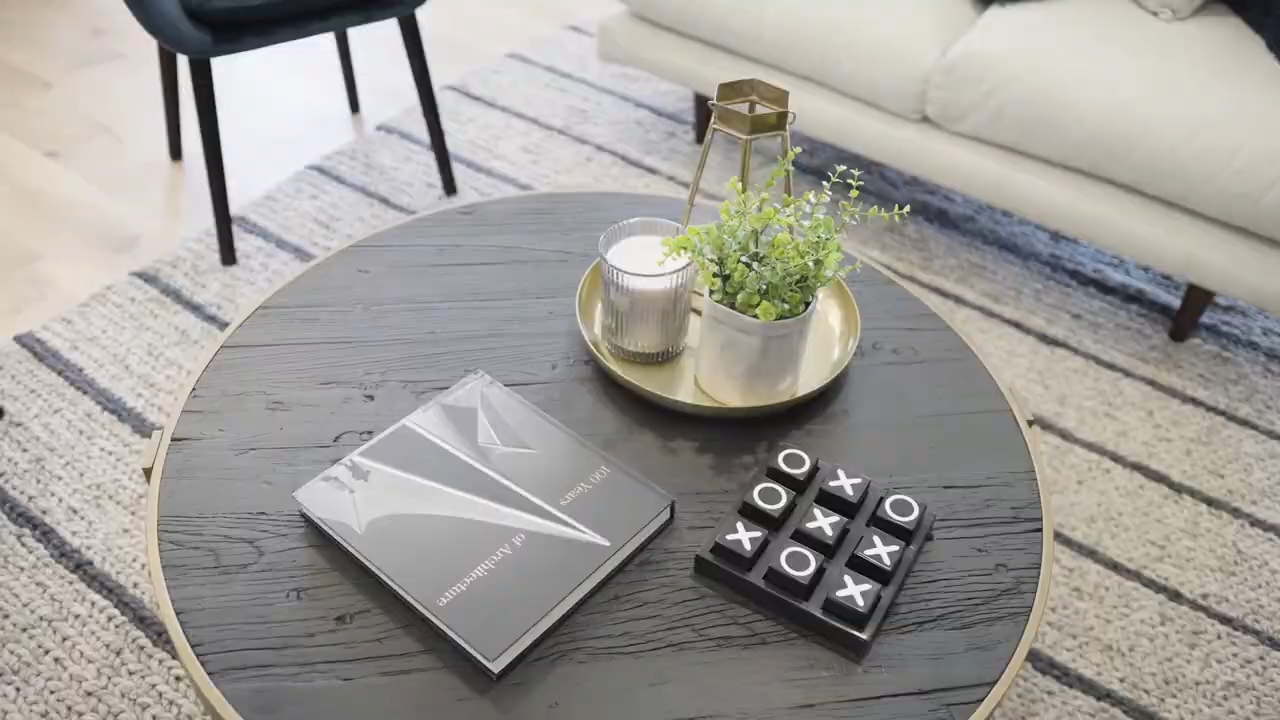 100 Years
of Architecture
O X O
O X X
X O X